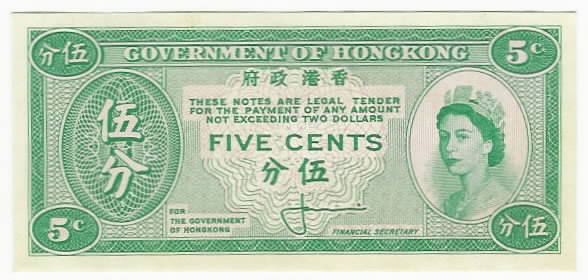 分伍 GOVERNMENT OF HONGKONG 5c.
府政港香
THESE NOTES ARE LEGAL TENDER
FOR THE PAYMENT OF ANY AMOUNT
NOT EXCEEDING TWO DOLLARS
伍分
FIVE CENTS
分伍
FOR
THE GOVERNMENT
OF HONGKONG
FINANCIAL SECRETARY
5c
分伍